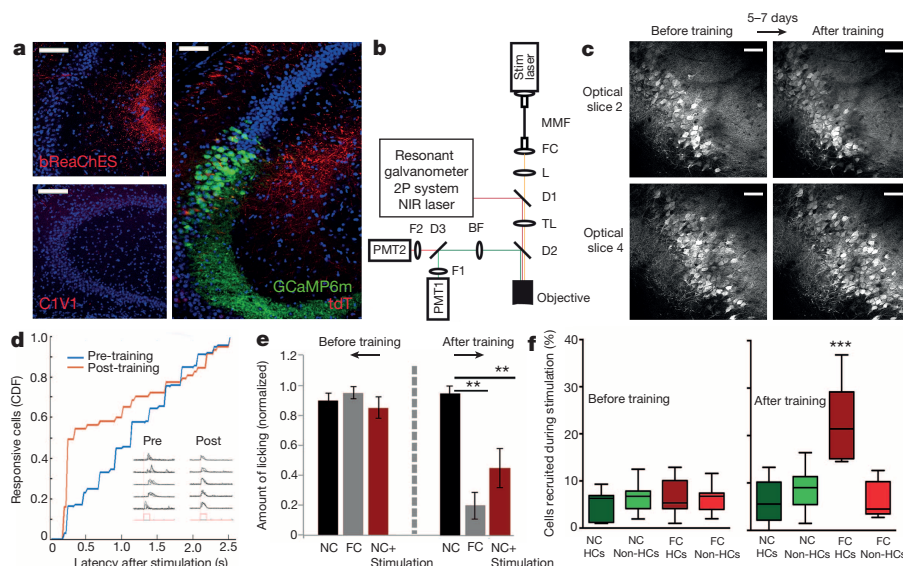 a
bReaChES
C1V1
GCaMP6m
tdT
b
Stim
laser
MMF
FC
L
Resonant
galvanometer
2P system
NIR laser
D1
TL
F2 D3 BF
D2
PMT2
F1
PMT1
Objective
c
5–7 days
Before training After training
Optical
slice 2
Optical
slice 4
d
Responsive cells (CDF)
1.0
0.8
0.6
0.4
0.2
Pre-training
Post-training
Pre Post
0 0.5 1.0 1.5 2.0 2.5
Latency after stimulation (s)
e
Before training After training
Amount of licking (normalized)
1.2
1.0
0.8
0.6
0.4
0.2
0
**
**
NC FC NC+
Stimulation
NC FC NC+
Stimulation
f
Cells recruited during stimulation (%)
40
30
20
10
0
Before training
After training
***
NC
HCs
NC
Non-HCs
FC
HCs
FC
Non-HCs
NC
HCs
NC
Non-HCs
FC
HCs
FC
Non-HCs